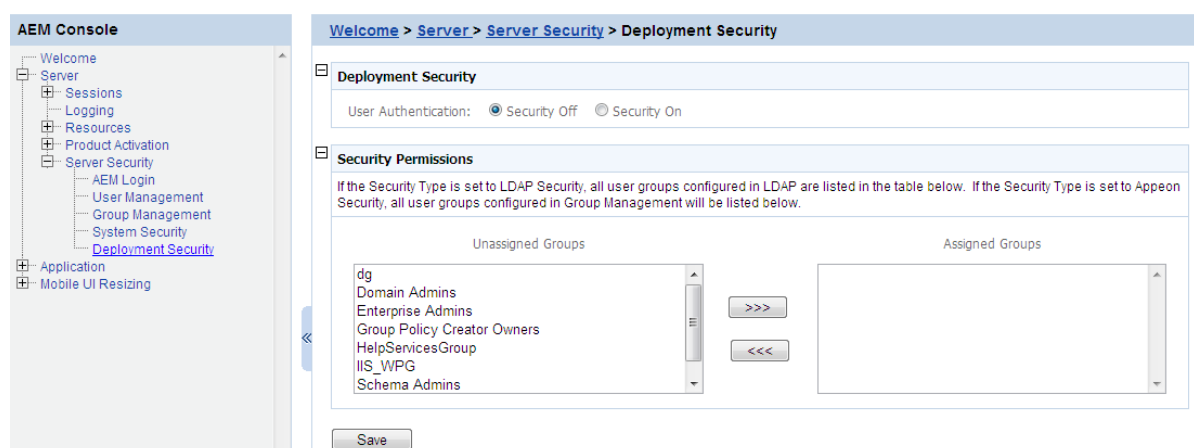 AEM Console
Welcome
Server
Sessions
Logging
Resources
Product Activation
Server Security
AEM Login
User Management
Group Management
System Security
Deployment Security
Application
Mobile UI Resizing
Welcome > Server > Server Security > Deployment Security
Deployment Security
User Authentication: Security Off Security On
Security Permissions
If the Security Type is set to LDAP Security, all user groups configured in LDAP are listed in the table below. If the Security Type is set to Appeon
Security, all user groups configured in Group Management will be listed below.
Unassigned Groups
dg
Domain Admins
Enterprise Admins
Group Policy Creator Owners
HelpServicesGroup
IIS_WPG
Schema Admins
>>>
<<<
Assigned Groups
Save